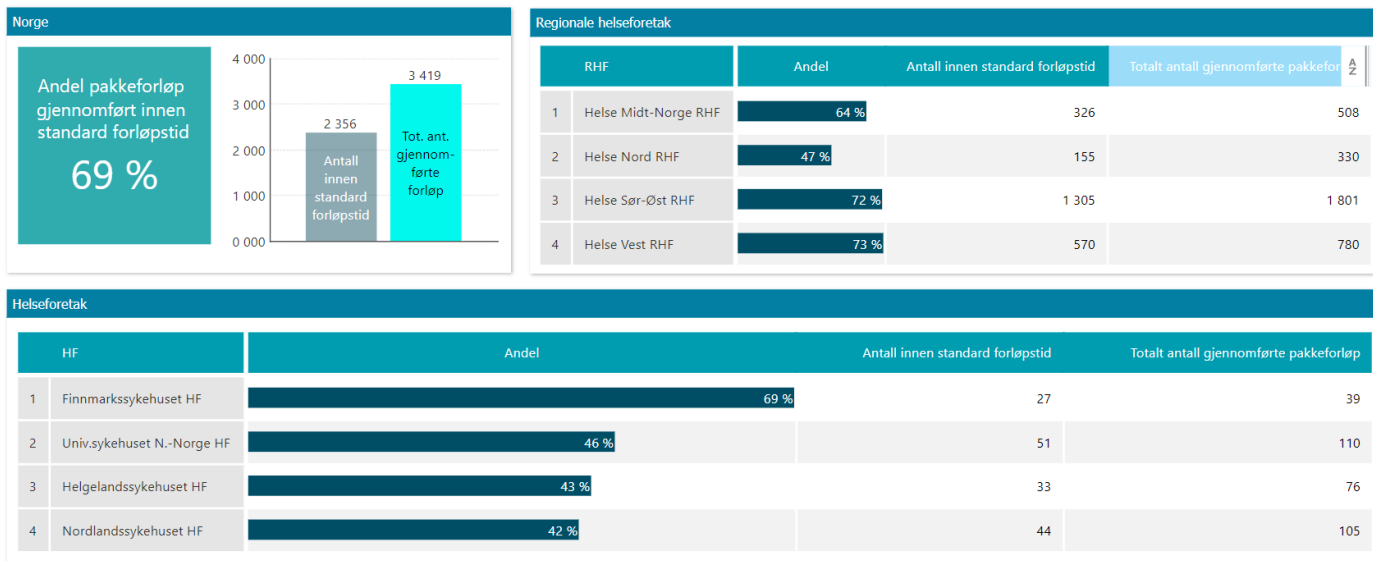 Norge
Andel pakkeforløp
gjennomført innen
standard forløpstid
69 %
4 000
3 000
2 000
1 000
0 000
2 356
Antall
innen
standard
forløpstid
3 419
Tot. ant.
gjennom-
førte
forløp
Regionale helseforetak
RHF Andel Antall innen standard forløpstid Totalt antall gjennomførte pakkefor AZ
1 Helse Midt-Norge RHF 64 % 326 508
2 Helse Nord RHF 47 % 155 330
3 Helse Sør-Øst RHF 72 % 1 305 1 801
4 Helse Vest RHF 73 % 570 780
Helseforetak
HF Andel Antall innen standard forløpstid Totalt antall gjennomførte pakkeforløp
1 Finnmarkssykehuset HF 69 % 27 39
2 Univ.sykehuset N.-Norge HF 46 % 51 110
3 Helgelandssykehuset HF 43 % 33 76
4 Nordlandssykehuset HF 42 % 44 105